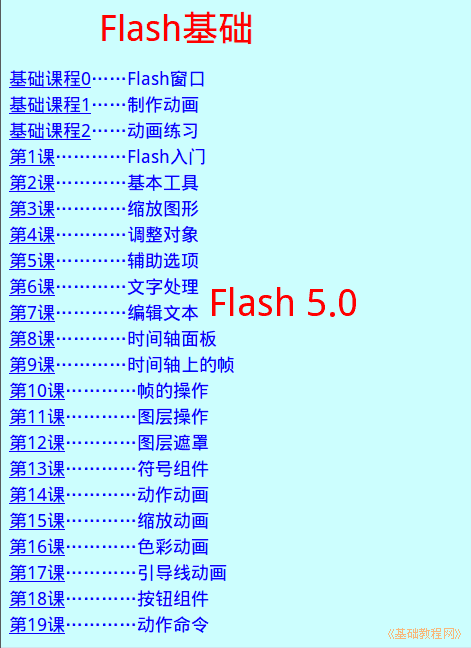 Flash基础
基础课程0……Flash窗口
基础课程1……制作动画
基础课程2……动画练习
第1课…………Flash入门
第2课…………基本工具
第3课…………缩放图形
第4课…………调整对象
第5课…………辅助选项
第6课…………文字处理
第7课…………编辑文本
Flash 5.0
第8课…………时间轴面板
第9课…………时间轴上的帧
第10课…………帧的操作
第11课…………图层操作
第12课…………图层遮罩
第13课…………符号组件
第14课…………动作动画
第15课…………缩放动画
第16课…………色彩动画
第17课…………引导线动画
第18课…………按钮组件
第19课…………动作命令
《基础教程网》